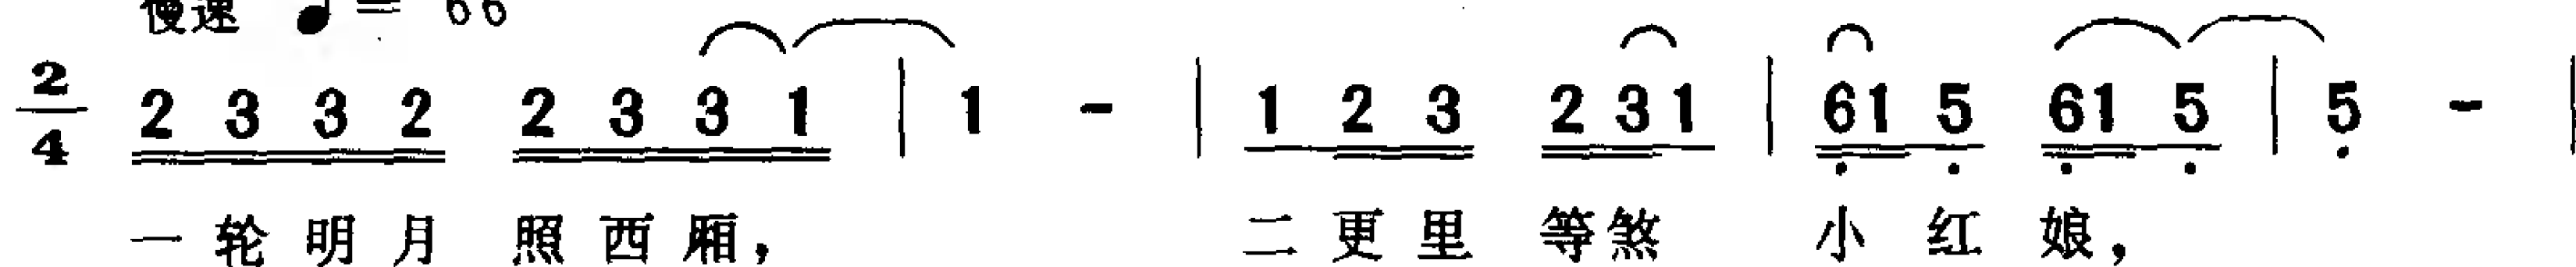 慢速 ♩= 66
2/4 2 3 3 2 2 3 3 1 | 1 - | 1 2 3 2 3 1 | 6 1 5 6 1 5 | 5 - |
一轮明月 照西厢， 二更里 等煞 小红娘，